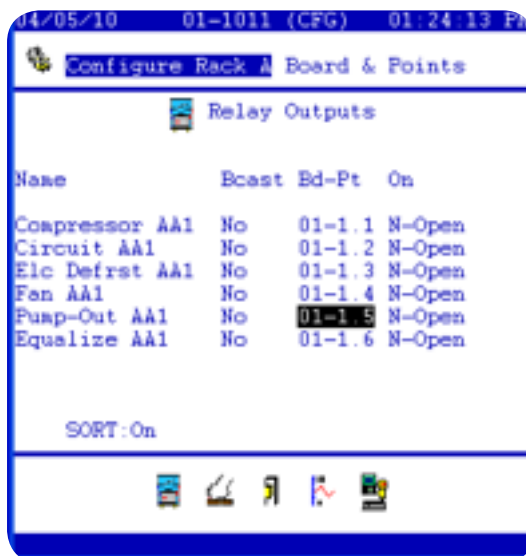 04/05/10 01-1011 (CFG) 01:24:13 PM
Configure Rack A Board & Points
Relay Outputs
Name Bcast Bd-Pt On
Compressor AA1 No 01-1.1 N-Open
Circuit AA1 No 01-1.2 N-Open
Elc Defrst AA1 No 01-1.3 N-Open
Fan AA1 No 01-1.4 N-Open
Pump-Out AA1 No 01-1.5 N-Open
Equalize AA1 No 01-1.6 N-Open
SORT:On